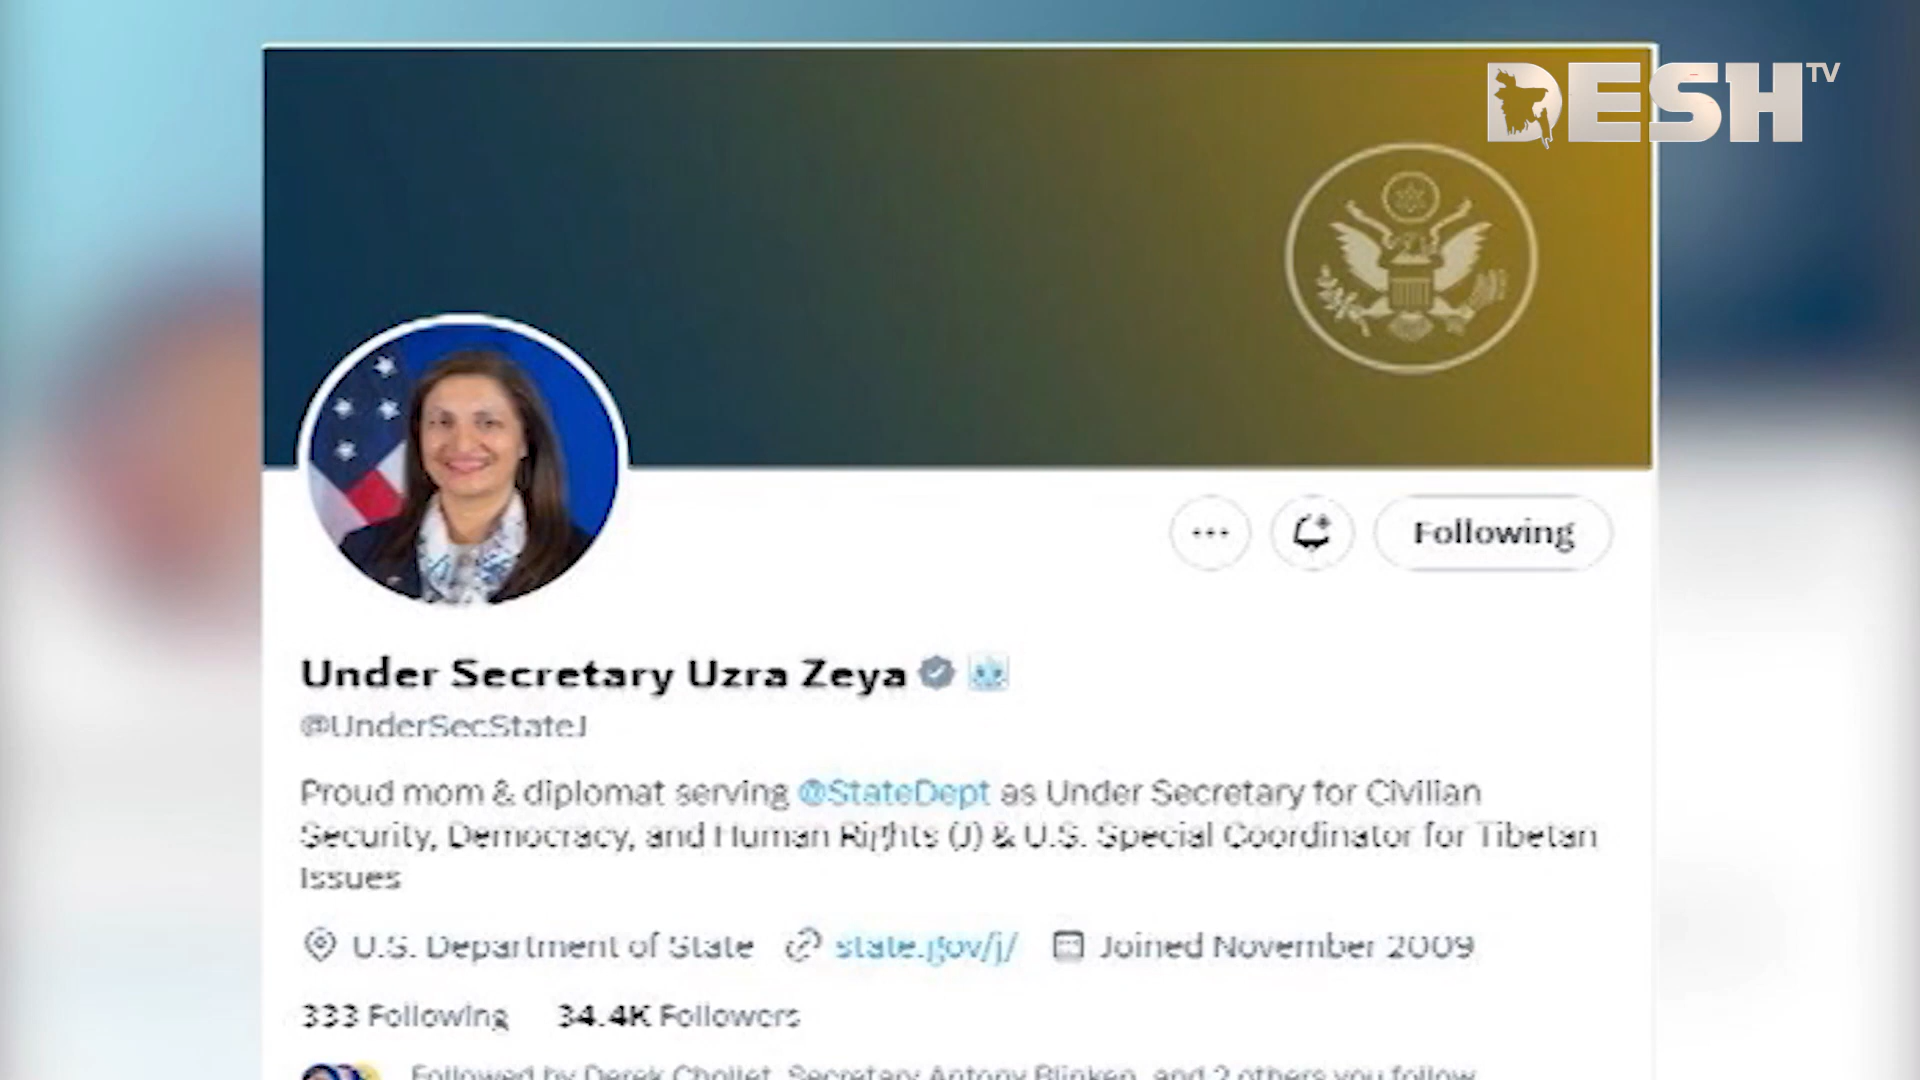 DESH TV
Following
Under Secretary Uzra Zeya
@UnderSecStateJ
Proud mom & diplomat serving @StateDept as Under Secretary for Civilian
Security, Democracy, and Human Rights (J) & U.S. Special Coordinator for Tibetan
Issues
U.S. Department of State state.gov/j/ Joined November 2009
333 Following 34.4K Followers
Followed by Derek Chollet, Secretary Antony Blinken, and 2 others you follow